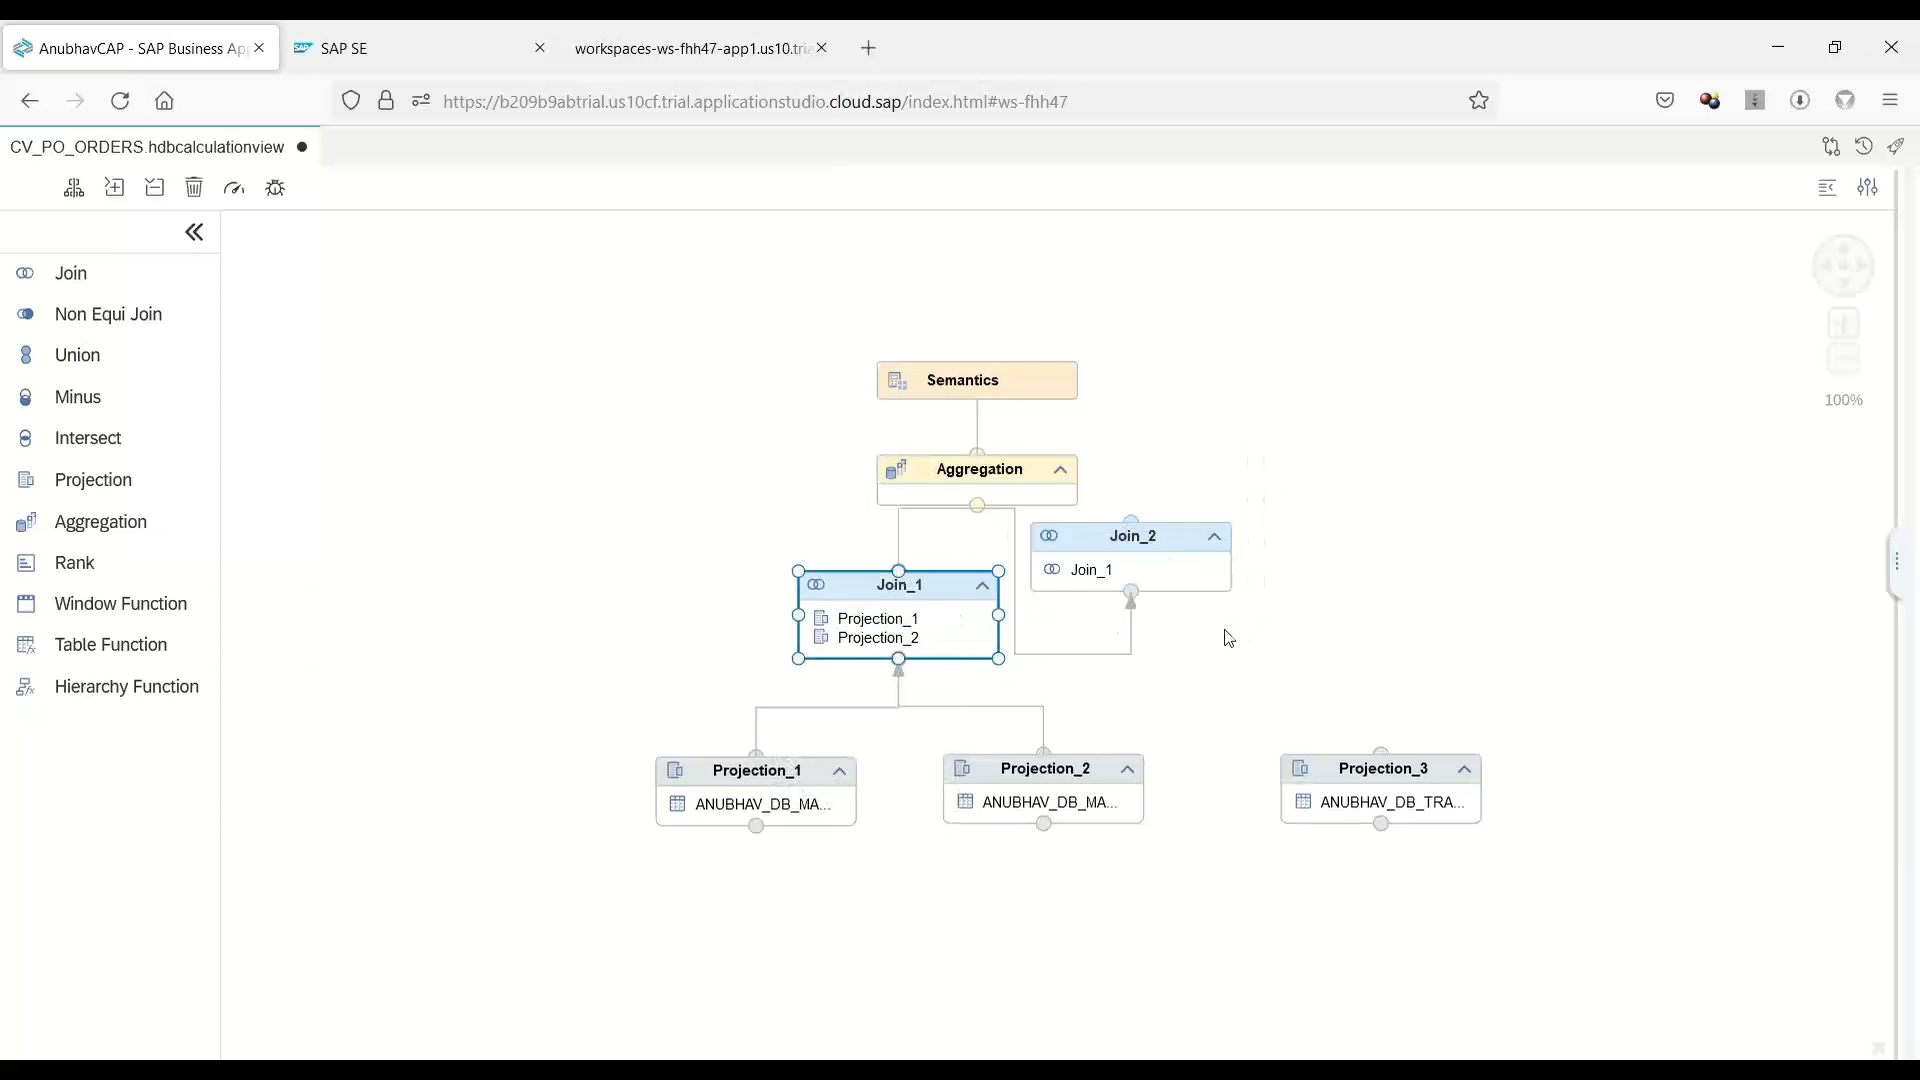 AnubhavCAP - SAP Business Ap
SAP SE
workspaces-ws-fhh47-app1.us10.tria
https://b209b9abtrial.us10cf.trial.applicationstudio.cloud.sap/index.html#ws-fhh47
CV_PO_ORDERS.hdbcalculationview
Join
Non Equi Join
Union
Minus
Intersect
Projection
Aggregation
Rank
Window Function
Table Function
Hierarchy Function
100%
Semantics
Aggregation
Join_2
Join_1
Join_1
Projection_1
Projection_2
Projection_1
ANUBHAV_DB_MA...
Projection_2
ANUBHAV_DB_MA...
Projection_3
ANUBHAV_DB_TRA...